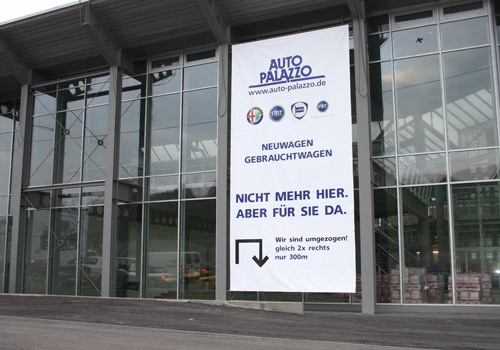 AUTO
PALAZZO
www.auto-palazzo.de
FIAT
NEUWAGEN
GEBRAUCHTWAGEN
NICHT MEHR HIER.
ABER FÜR SIE DA.
Wir sind umgezogen!
gleich 2x rechts
nur 300m